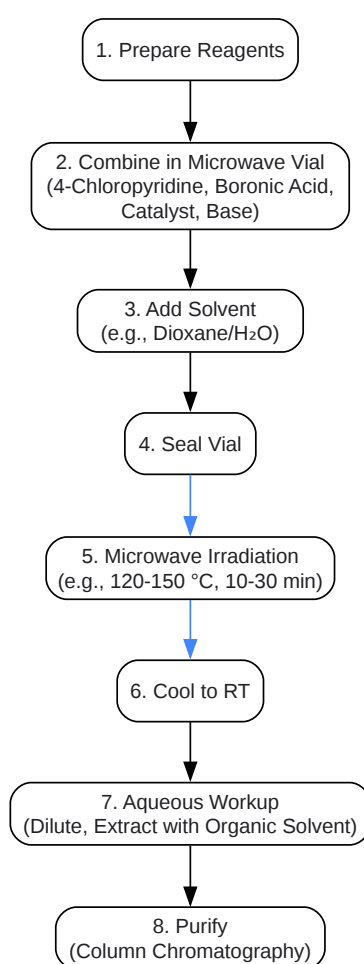 1. Prepare Reagents
2. Combine in Microwave Vial
(4-Chloropyridine, Boronic Acid,
Catalyst, Base)
3. Add Solvent
(e.g., Dioxane/H₂O)
4. Seal Vial
5. Microwave Irradiation
(e.g., 120-150 °C, 10-30 min)
6. Cool to RT
7. Aqueous Workup
(Dilute, Extract with Organic Solvent)
8. Purify
(Column Chromatography)